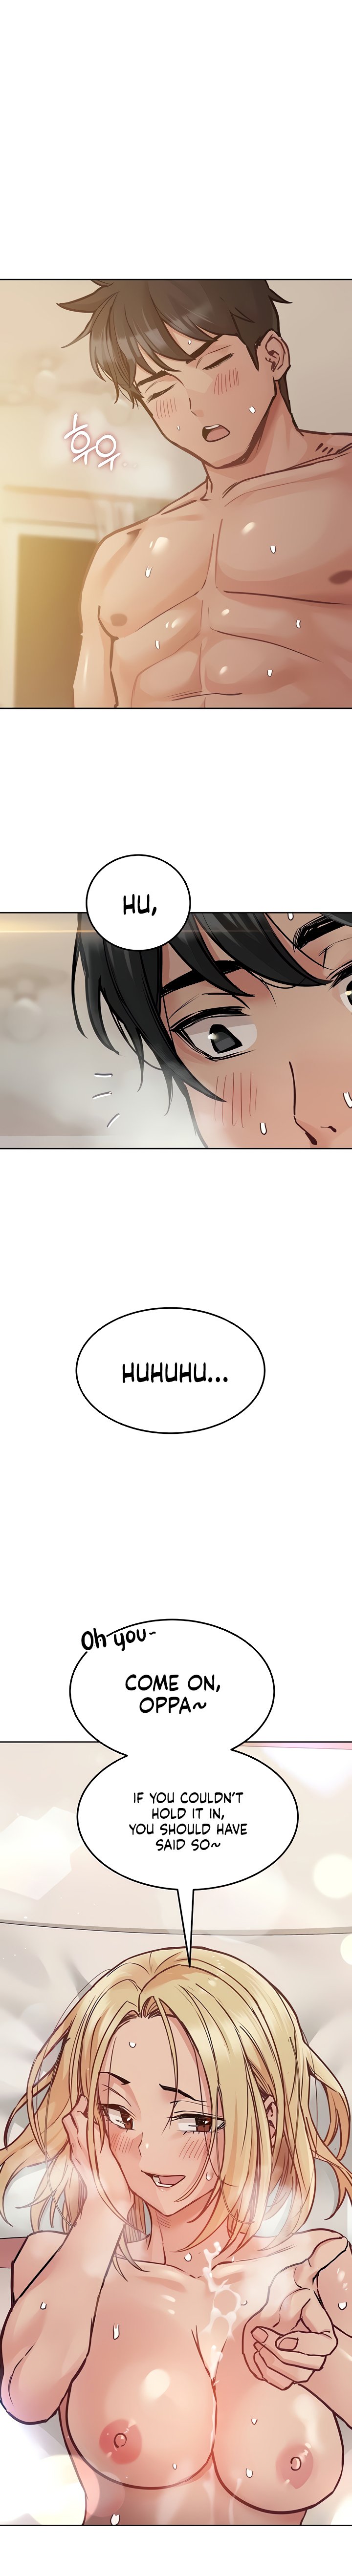 후우...
HU,
HUHUHU...
Oh you~
COME ON,
OPPA~
IF YOU COULDN'T
HOLD IT IN,
YOU SHOULD HAVE
SAID SO~